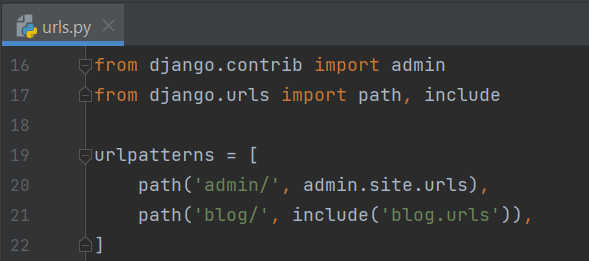 urls.py
16 from django.contrib import admin
17 from django.urls import path, include
18
19 urlpatterns = [
20     path('admin/', admin.site.urls),
21     path('blog/', include('blog.urls')),
22 ]